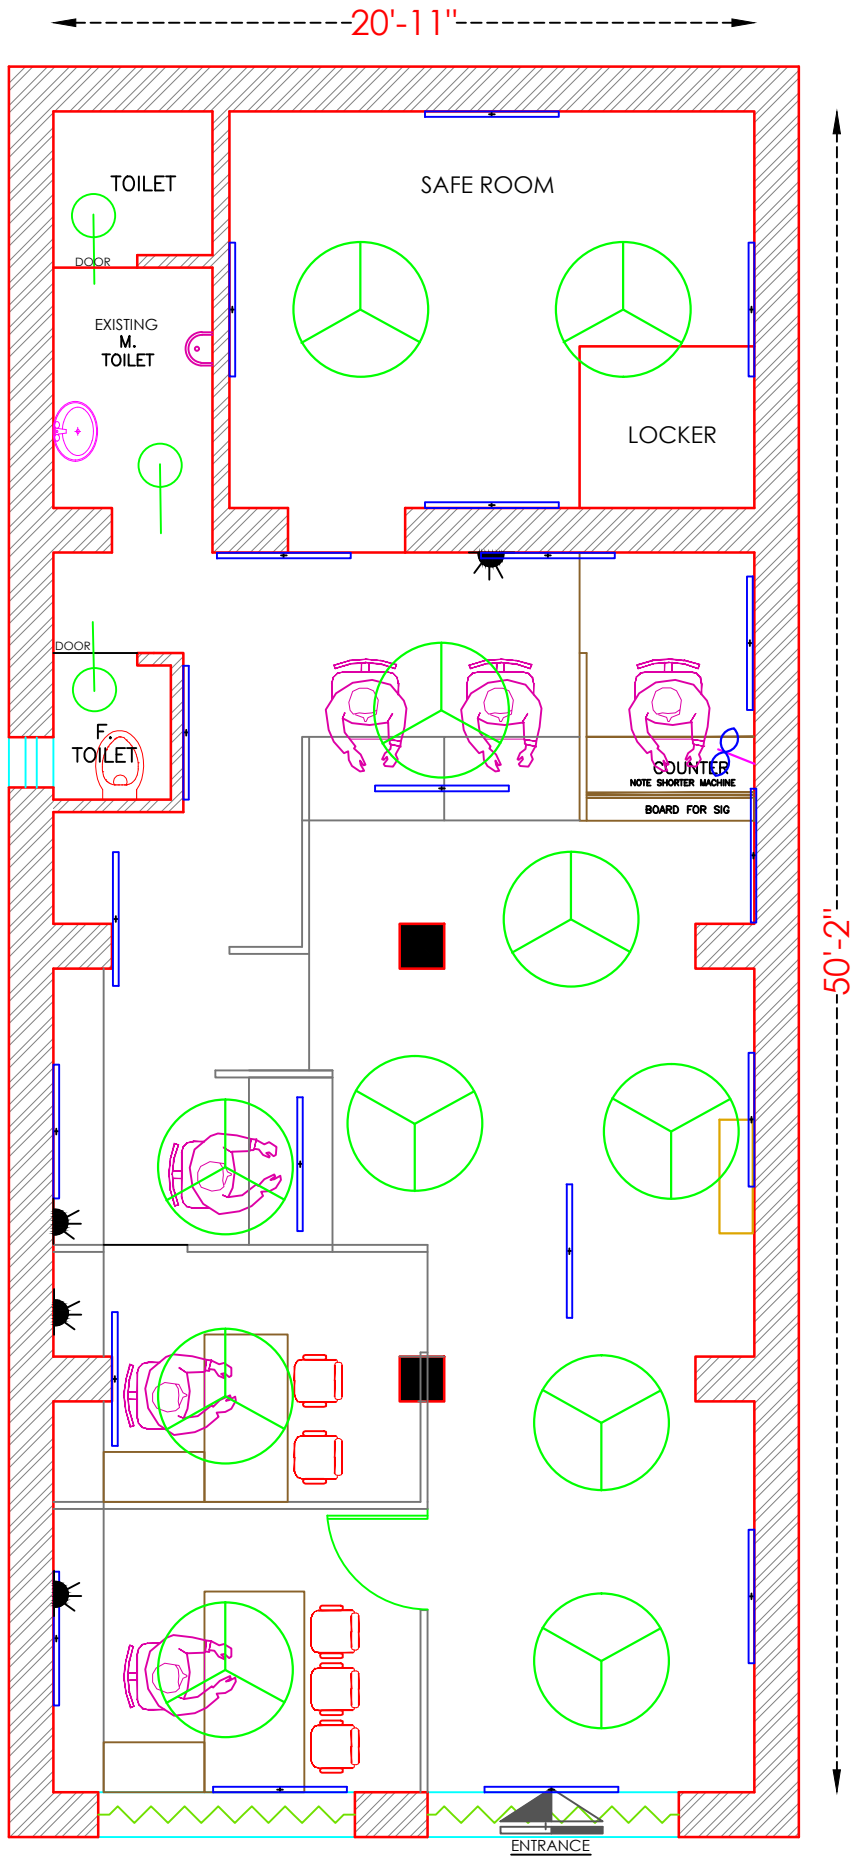 20'-11"
TOILET
SAFE ROOM
DOOR
EXISTING
M.
TOILET
LOCKER
DOOR
F.
TOILET
COUNTER
NOTE SHORTER MACHINE
BOARD FOR SIG
50'-2"
ENTRANCE